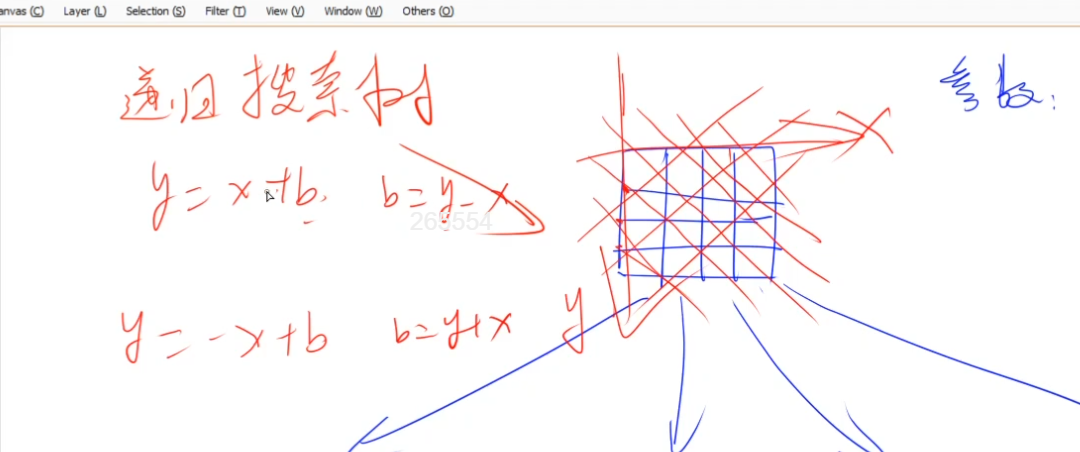 anvas (C) Layer (L) Selection (S) Filter (T) View (V) Window (W) Others (O)
递归搜索树
参数:
y = x + b, b = y - x
265554
y = -x + b b = y + x y